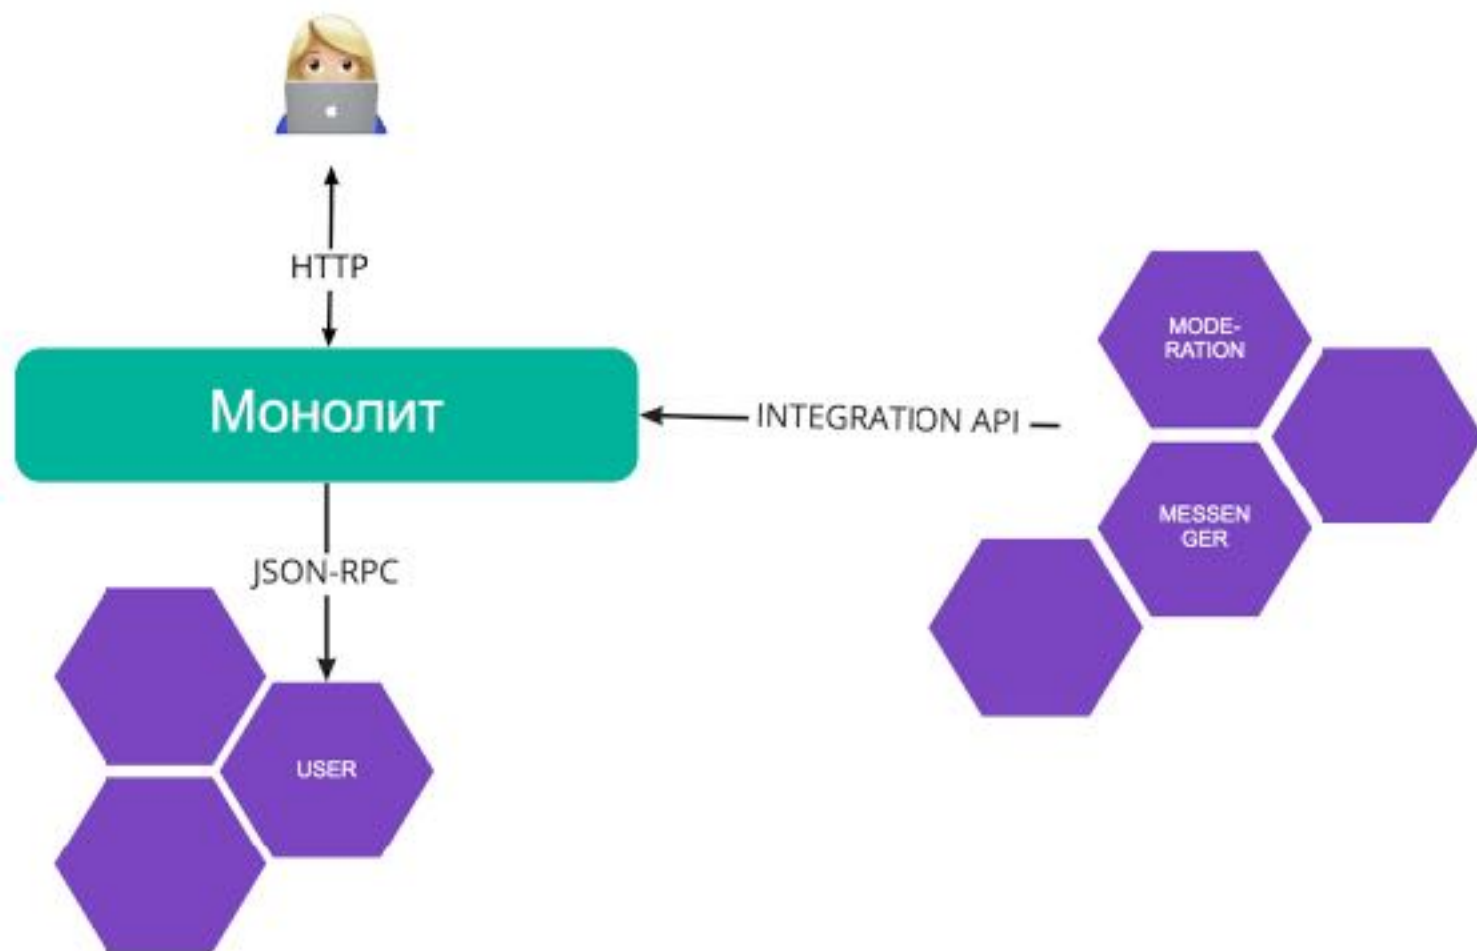 HTTP
MODE-
RATION
Монолит
INTEGRATION API
MESSEN
GER
JSON-RPC
USER